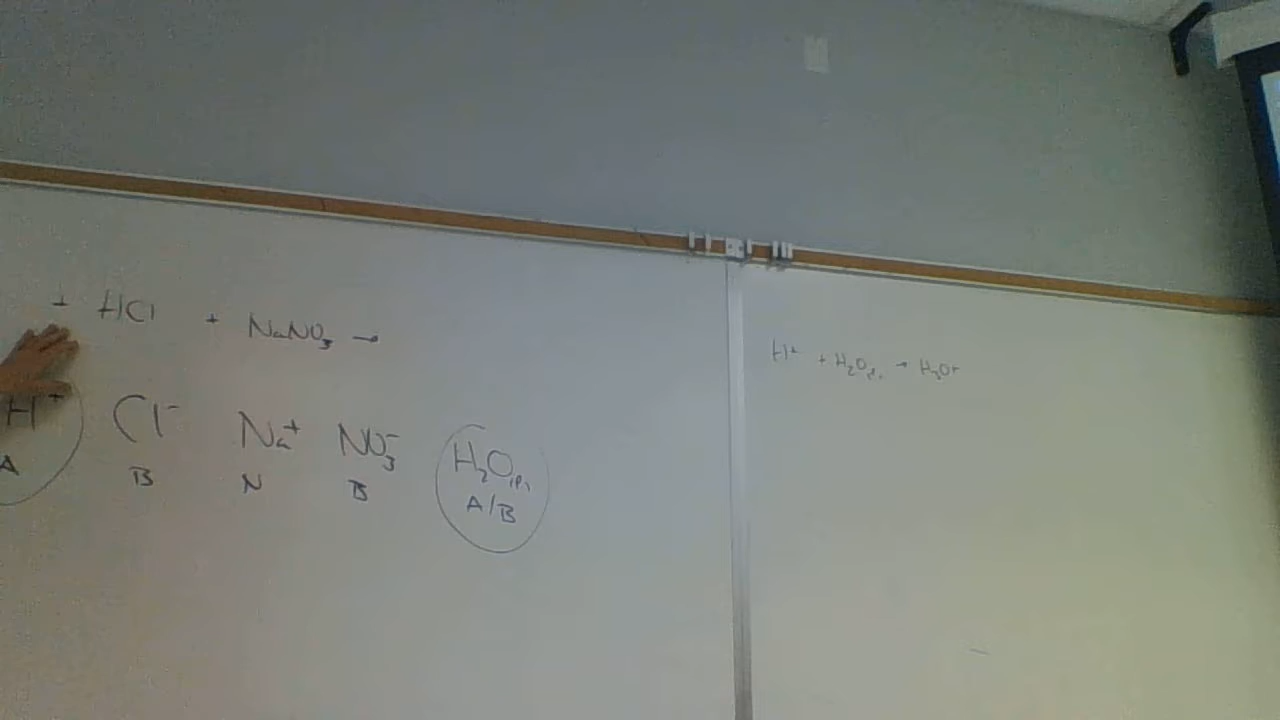 + HCl + NaNO₃ →
H⁺ Cl⁻ Na⁺ NO₃⁻ H₂O(l)
A B N B A/B
H⁺ + H₂O(l) → H₃O⁺